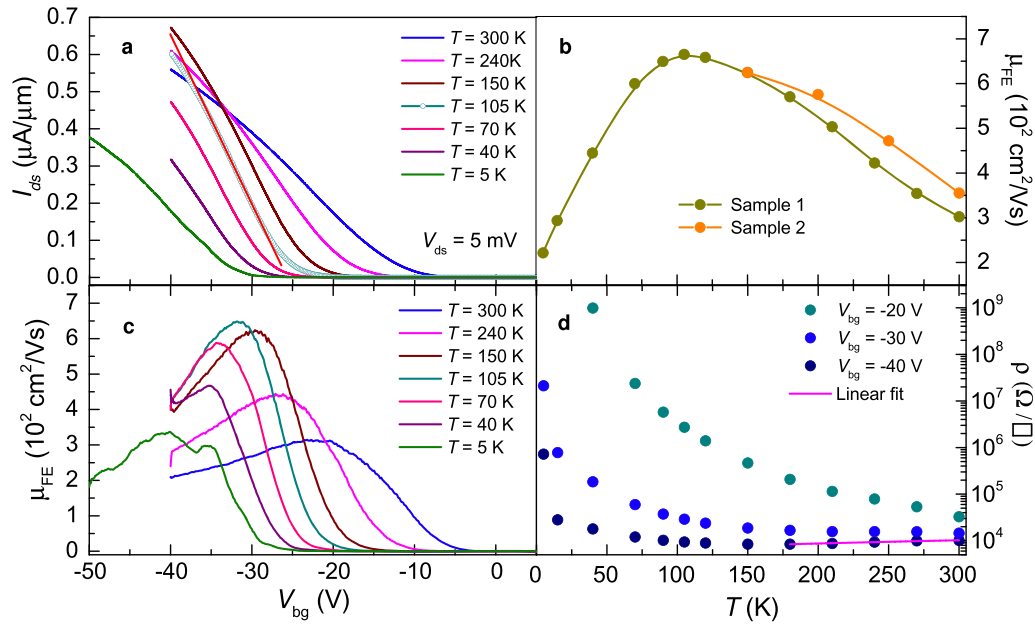 0.7
0.6
0.5
0.4
0.3
0.2
0.1
0.0
I_ds (μA/μm)
a
T = 300 K
T = 240K
T = 150 K
T = 105 K
T = 70 K
T = 40 K
T = 5 K
V_ds = 5 mV
b
Sample 1
Sample 2
7
6
5
4
3
2
μ_FE (10² cm²/Vs)
7
6
5
4
3
2
1
0
μ_FE (10² cm²/Vs)
c
T = 300 K
T = 240 K
T = 150 K
T = 105 K
T = 70 K
T = 40 K
T = 5 K
-50 -40 -30 -20 -10 0
V_bg (V)
d
V_bg = -20 V
V_bg = -30 V
V_bg = -40 V
Linear fit
10⁹
10⁸
10⁷
10⁶
10⁵
10⁴
ρ (Ω/□)
0 50 100 150 200 250 300
T (K)